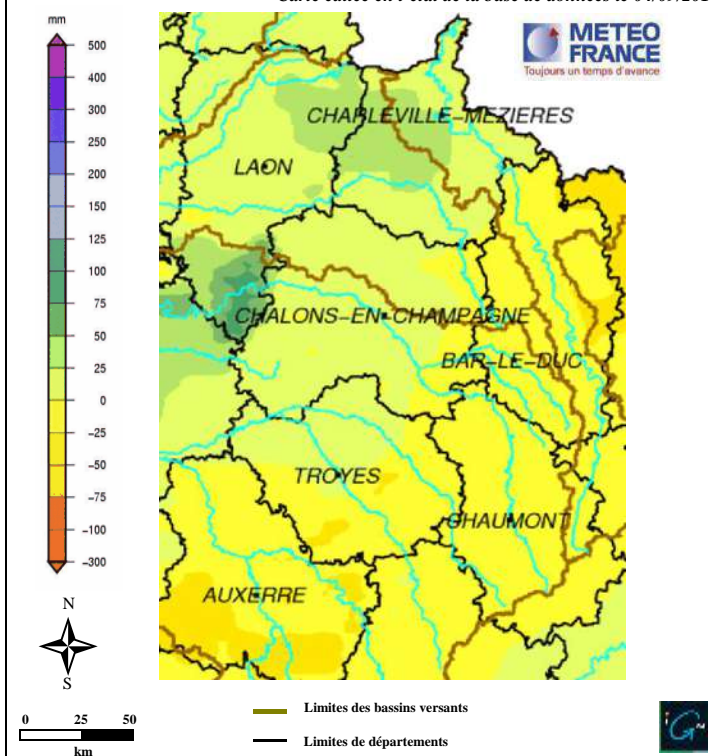 mm
METEO
FRANCE
Toujours un temps d'avance
500
400
300
250
200
150
125
100
75
50
25
0
-25
-50
-75
-100
-300
CHARLEVILLE-MEZIERES
LAON
CHALONS-EN-CHAMPAGNE
BAR-LE-DUC
TROYES
CHAUMONT
AUXERRE
N
S
0 25 50
km
Limites des bassins versants
Limites de départements